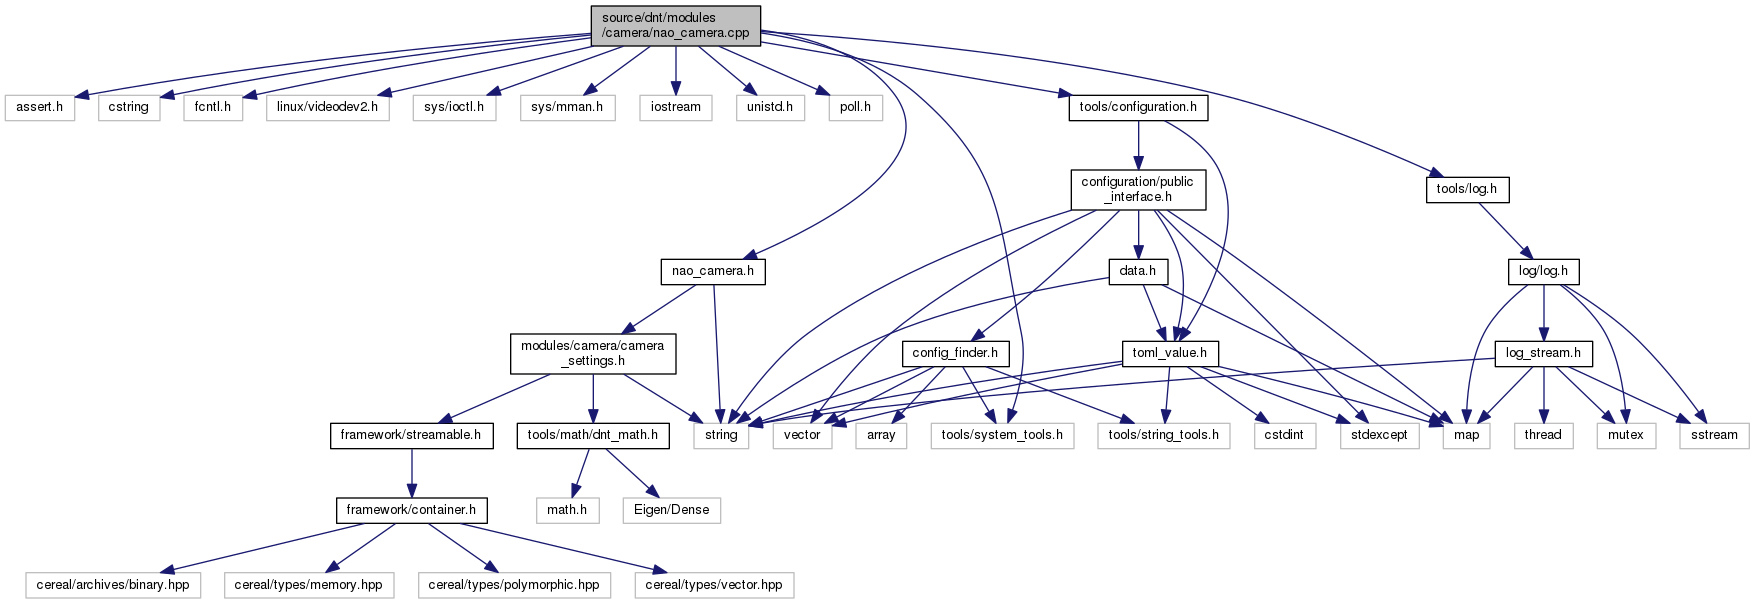 source/dnt/modules
/camera/nao_camera.cpp
assert.h
cstring
fcntl.h
linux/videodev2.h
sys/ioctl.h
sys/mman.h
iostream
unistd.h
poll.h
tools/configuration.h
configuration/public
_interface.h
tools/log.h
nao_camera.h
data.h
log/log.h
modules/camera/camera
_settings.h
config_finder.h
toml_value.h
log_stream.h
framework/streamable.h
tools/math/dnt_math.h
string
vector
array
tools/system_tools.h
tools/string_tools.h
cstdint
stdexcept
map
thread
mutex
sstream
framework/container.h
math.h
Eigen/Dense
cereal/archives/binary.hpp
cereal/types/memory.hpp
cereal/types/polymorphic.hpp
cereal/types/vector.hpp